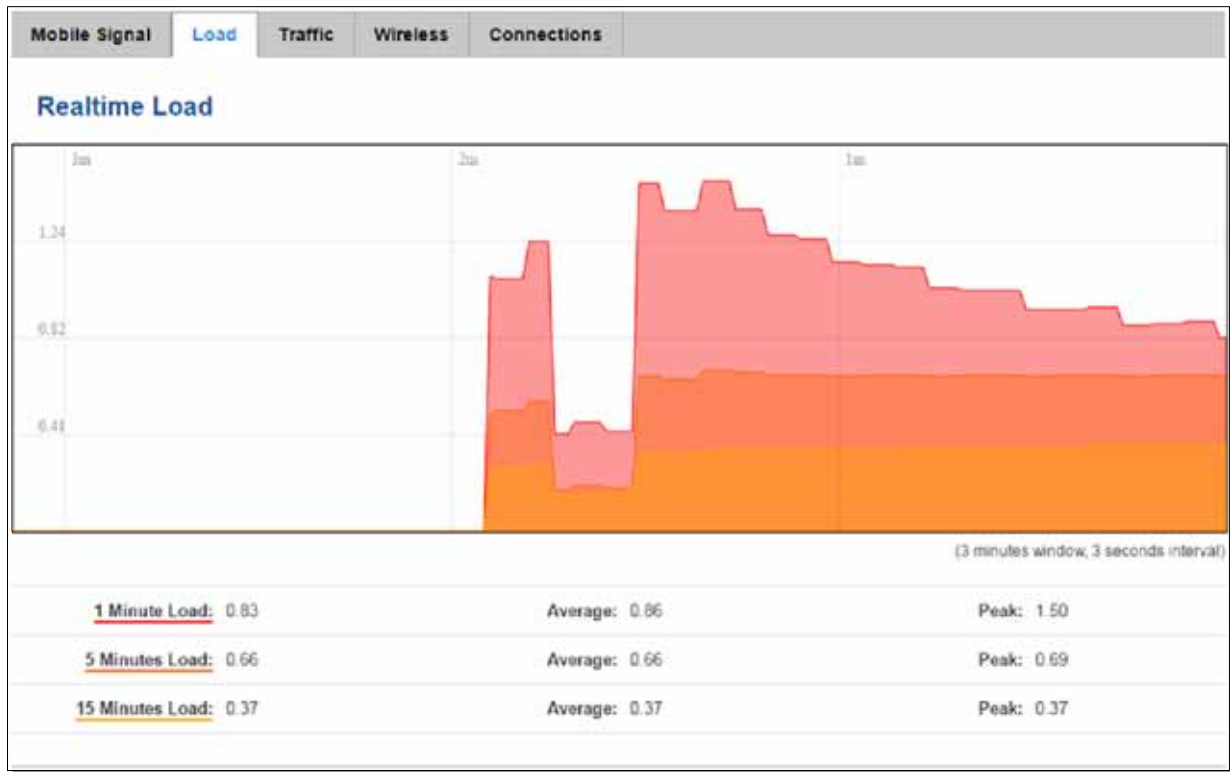 Mobile Signal Load Traffic Wireless Connections
Realtime Load
3m 2m 1m
1.24
0.82
0.41
(3 minutes window, 3 seconds interval)
1 Minute Load: 0.83 Average: 0.86 Peak: 1.50
5 Minutes Load: 0.66 Average: 0.66 Peak: 0.69
15 Minutes Load: 0.37 Average: 0.37 Peak: 0.37